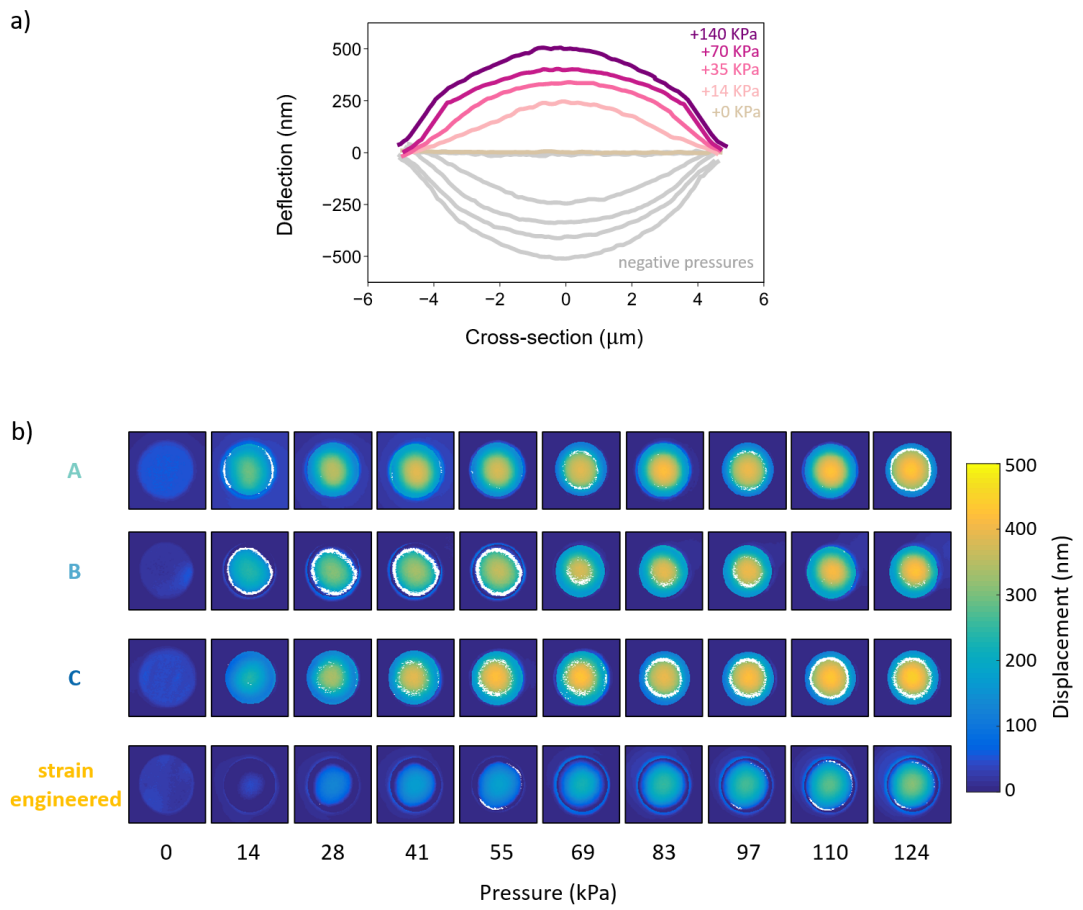 a)
+140 KPa
+70 KPa
+35 KPa
+14 KPa
+0 KPa
500
250
0
−250
−500
Deflection (nm)
negative pressures
−6 −4 −2 0 2 4 6
Cross-section (μm)
b)
A
B
C
strain
engineered
0 14 28 41 55 69 83 97 110 124
Pressure (kPa)
500
400
300
200
100
0
Displacement (nm)